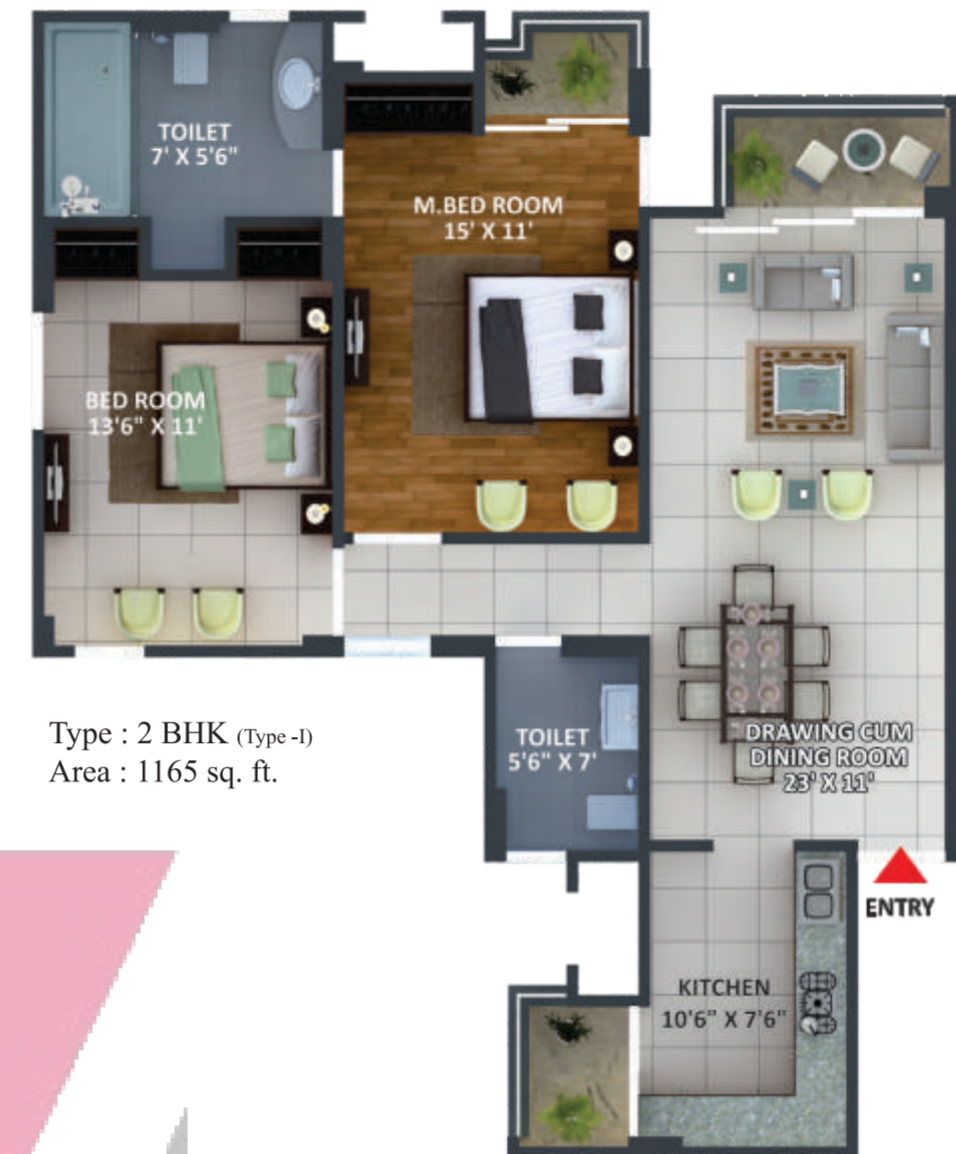 TOILET
7' X 5'6"
M.BED ROOM
15' X 11'
BED ROOM
13'6" X 11'
Type : 2 BHK (Type -I)
Area : 1165 sq. ft.
TOILET
5'6" X 7'
DRAWING CUM
DINING ROOM
23' X 11'
ENTRY
KITCHEN
10'6" X 7'6"